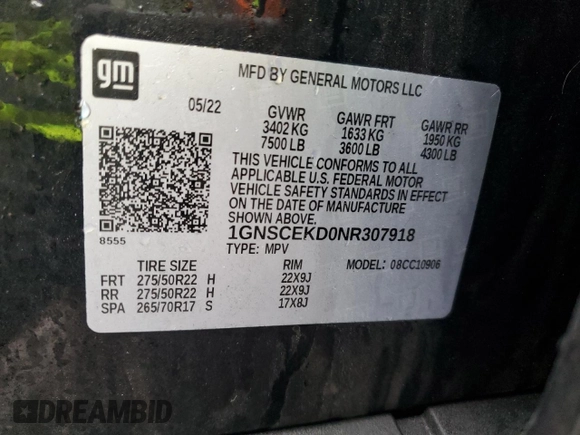 gm
MFD BY GENERAL MOTORS LLC
05/22 GVWR GAWR FRT GAWR RR
3402 KG 1633 KG 1950 KG
7500 LB 3600 LB 4300 LB
THIS VEHICLE CONFORMS TO ALL
APPLICABLE U.S. FEDERAL MOTOR
VEHICLE SAFETY STANDARDS IN EFFECT
ON THE DATE OF MANUFACTURE
SHOWN ABOVE.
8555 1GNSCEKD0NR307918
TYPE: MPV
TIRE SIZE RIM MODEL: 08CC10906
FRT 275/50R22 H 22X9J
RR 275/50R22 H 22X9J
SPA 265/70R17 S 17X8J
DREAMBID